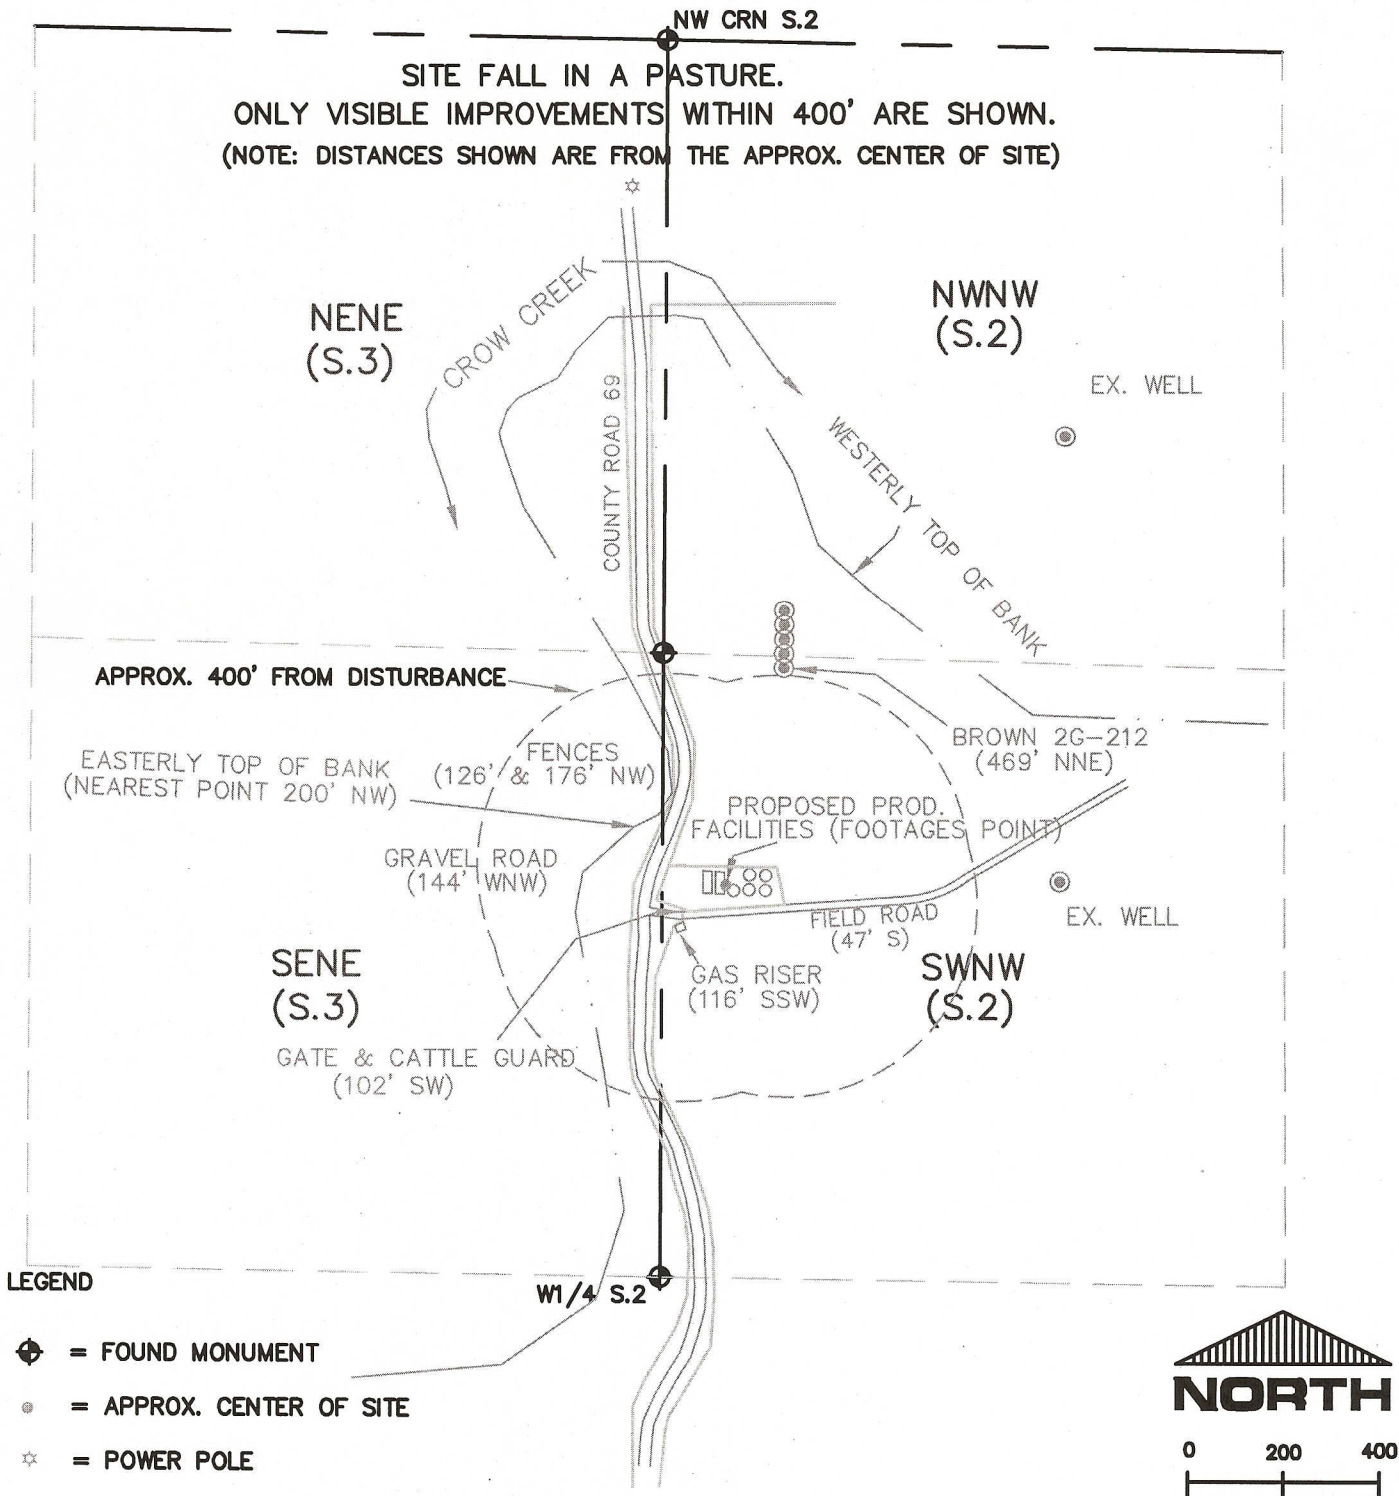 NW CRN S.2
SITE FALL IN A PASTURE.
ONLY VISIBLE IMPROVEMENTS WITHIN 400' ARE SHOWN.
(NOTE: DISTANCES SHOWN ARE FROM THE APPROX. CENTER OF SITE)
CROW CREEK
NENE
(S.3)
NWNW
(S.2)
EX. WELL
COUNTY ROAD 69
WESTERLY TOP OF BANK
APPROX. 400' FROM DISTURBANCE
BROWN 2G-212
(469' NNE)
EASTERLY TOP OF BANK
(NEAREST POINT 200' NW)
FENCES
(126' & 176' NW)
PROPOSED PROD.
FACILITIES (FOOTAGES POINT)
GRAVEL ROAD
(144' WNW)
FIELD ROAD
(47' S)
EX. WELL
SENE
(S.3)
GAS RISER
(116' SSW)
SWNW
(S.2)
GATE & CATTLE GUARD
(102' SW)
W1/4 S.2
LEGEND
= FOUND MONUMENT
= APPROX. CENTER OF SITE
= POWER POLE
NORTH
0 200 400